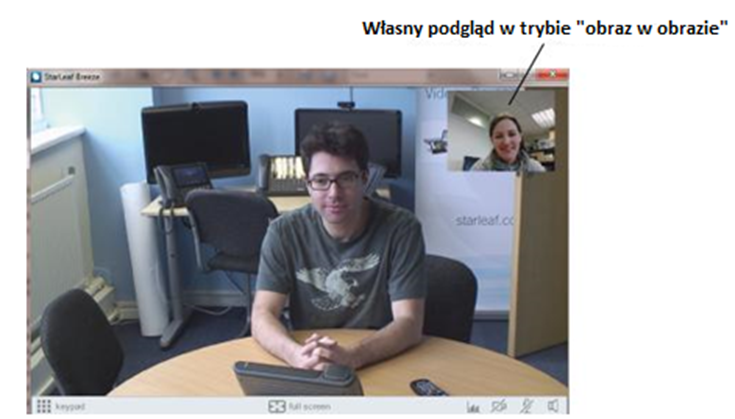 Własny podgląd w trybie "obraz w obrazie"
StarLeaf Breeze
starleaf.co
keypad
full screen